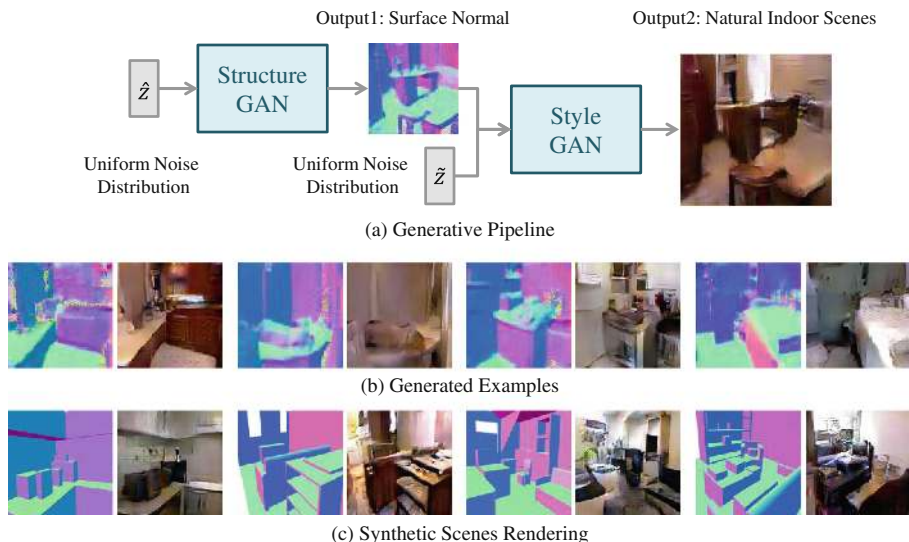 Output1: Surface Normal
Output2: Natural Indoor Scenes
ẑ
Structure
GAN
Style
GAN
Uniform Noise
Distribution
Uniform Noise
Distribution
z̃
(a) Generative Pipeline
(b) Generated Examples
(c) Synthetic Scenes Rendering